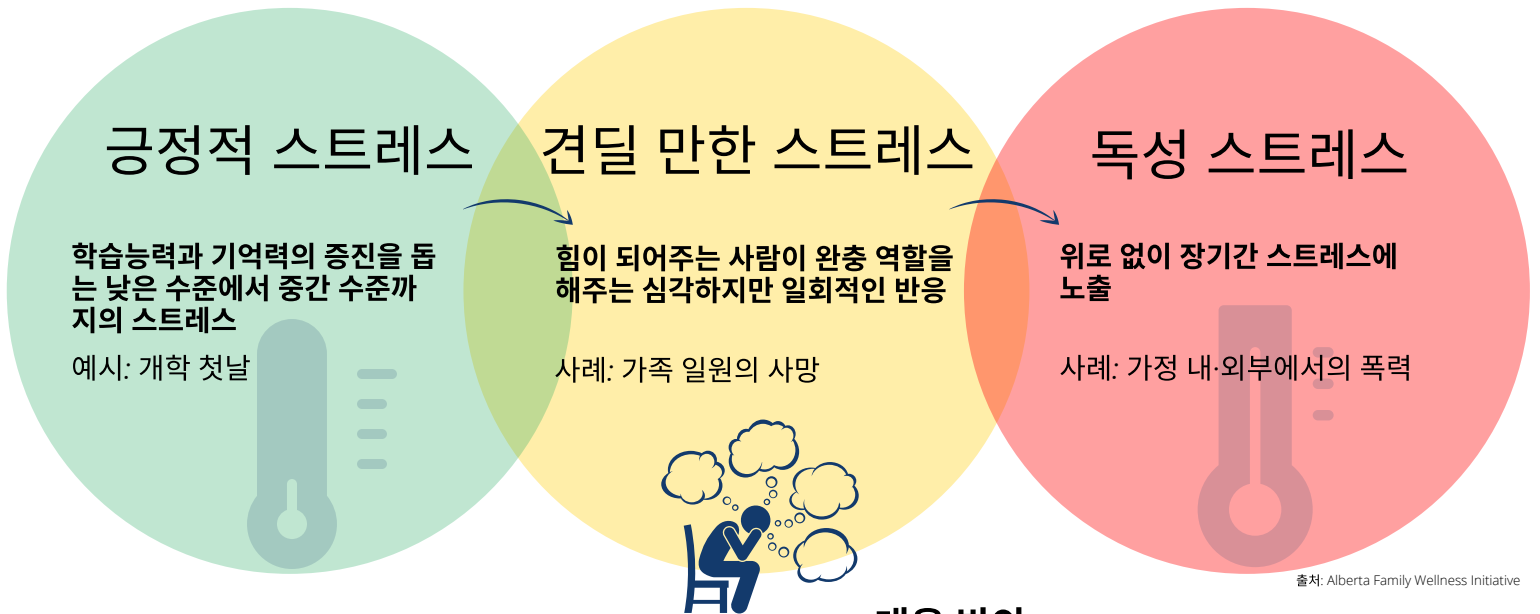 긍정적 스트레스
학습능력과 기억력의 증진을 돕
는 낮은 수준에서 중간 수준까
지의 스트레스
예시: 개학 첫날
견딜 만한 스트레스
힘이 되어주는 사람이 완충 역할을
해주는 심각하지만 일회적인 반응
사례: 가족 일원의 사망
독성 스트레스
위로 없이 장기간 스트레스에
노출
사례: 가정 내·외부에서의 폭력
출처: Alberta Family Wellness Initiative